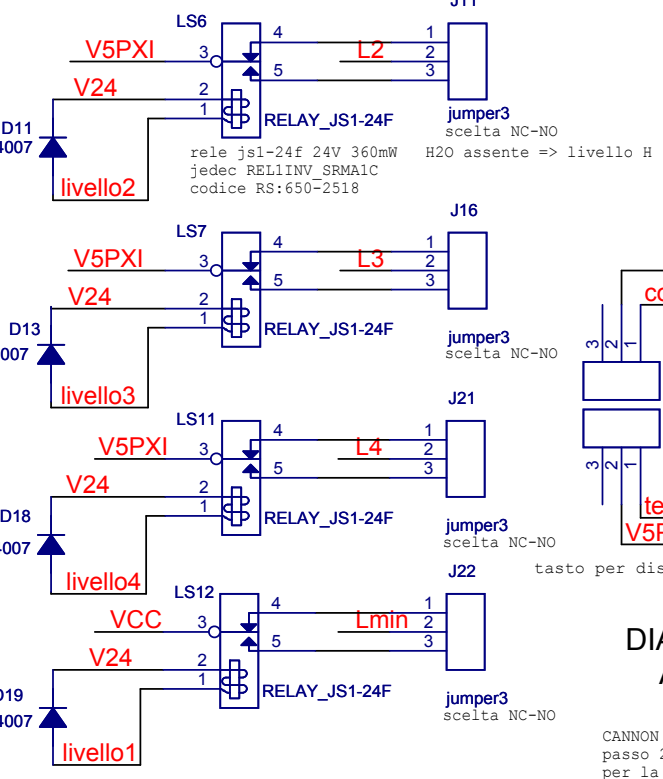 J11
LS6
4
1
V5PXI
3
L2
2
5
3
V24
2
1
D11
4007
RELAY_JS1-24F
jumper3
scelta NC-NO
rele js1-24f 24V 360mW
H2O assente => livello H
jedec REL1INV_SRMA1C
codice RS:650-2518
livello2
LS7
J16
4
1
V5PXI
3
L3
2
5
3
V24
2
1
D13
007
RELAY_JS1-24F
jumper3
scelta NC-NO
livello3
co
3
2
1
3
2
1
te
V5P
tasto per dis
LS11
J21
4
1
V5PXI
3
L4
2
5
3
V24
2
1
D18
4007
RELAY_JS1-24F
jumper3
scelta NC-NO
livello4
LS12
J22
4
1
VCC
3
Lmin
2
5
3
V24
2
1
D19
4007
RELAY_JS1-24F
jumper3
scelta NC-NO
livello1
DIA
A
CANNON
passo 2
per la